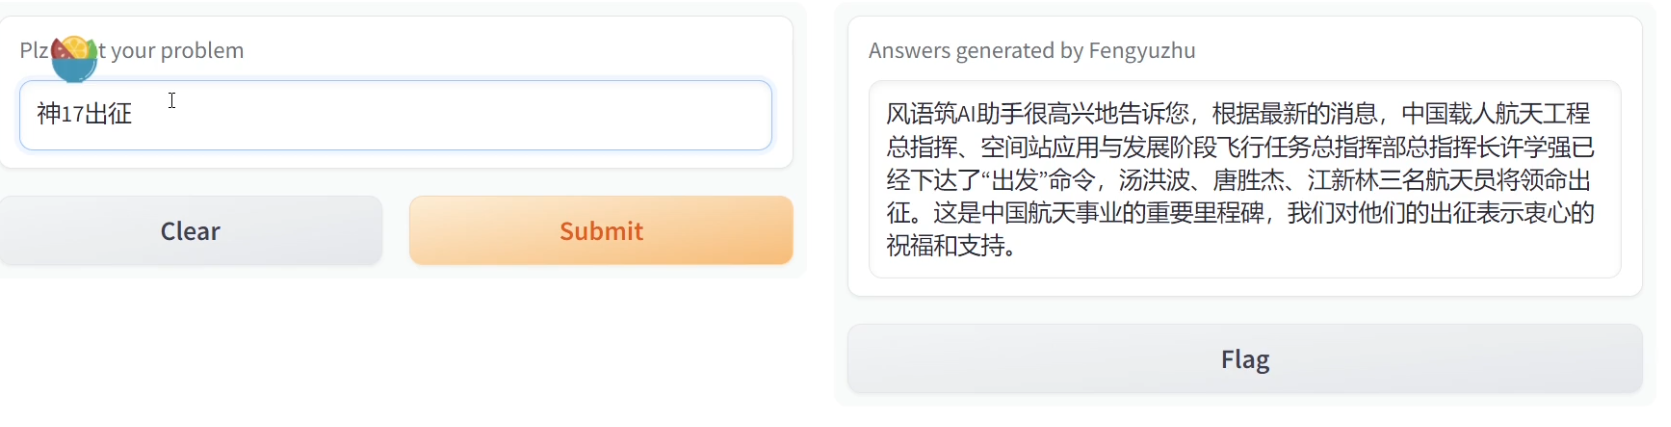 Plz t your problem
神17出征
Clear
Submit
Answers generated by Fengyuzhu
风语筑AI助手很高兴地告诉您，根据最新的消息，中国载人航天工程
总指挥、空间站应用与发展阶段飞行任务总指挥部总指挥长许学强已
经下达了“出发”命令，汤洪波、唐胜杰、江新林三名航天员将领命出
征。这是中国航天事业的重要里程碑，我们对他们的出征表示衷心的
祝福和支持。
Flag